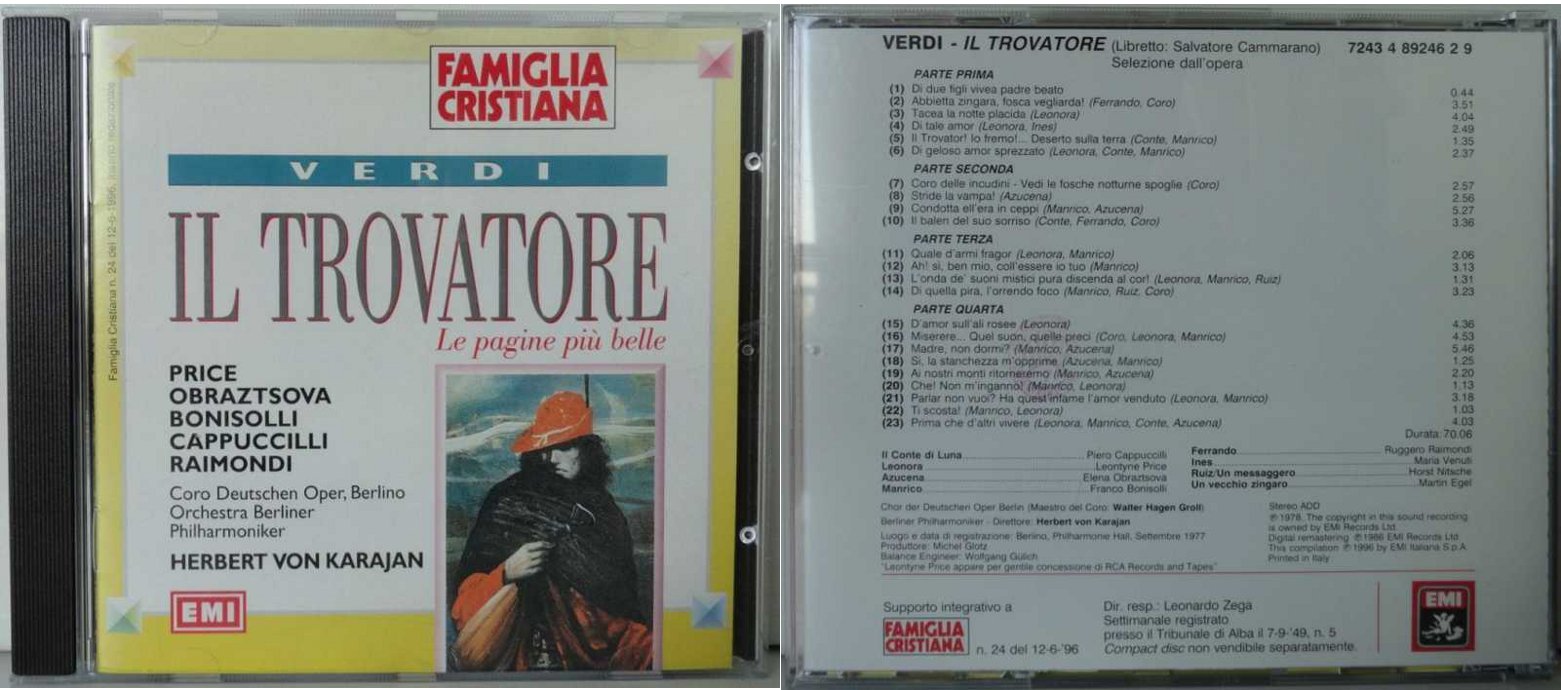 Famiglia Cristiana n. 24 del 12-6-1996, inserto redazionale
FAMIGLIA
CRISTIANA
VERDI
IL TROVATORE
Le pagine più belle
PRICE
OBRAZTSOVA
BONISOLLI
CAPPUCCILLI
RAIMONDI
Coro Deutschen Oper, Berlino
Orchestra Berliner
Philharmoniker
HERBERT VON KARAJAN
EMI
VERDI - IL TROVATORE (Libretto: Salvatore Cammarano) 7243 4 89246 2 9
Selezione dall'opera
PARTE PRIMA
(1) Di due figli vivea padre beato 0.44
(2) Abbietta zingara, fosca vegliarda! (Ferrando, Coro) 3.51
(3) Tacea la notte placida (Leonora) 4.04
(4) Di tale amor (Leonora, Ines) 2.49
(5) Il Trovator! Io fremo!... Deserto sulla terra (Conte, Manrico) 1.35
(6) Di geloso amor sprezzato (Leonora, Conte, Manrico) 2.37
PARTE SECONDA
(7) Coro delle incudini - Vedi le fosche notturne spoglie (Coro) 2.57
(8) Stride la vampa! (Azucena) 2.56
(9) Condotta ell'era in ceppi (Manrico, Azucena) 5.27
(10) Il balen del suo sorriso (Conte, Ferrando, Coro) 3.36
PARTE TERZA
(11) Quale d'armi fragor (Leonora, Manrico) 2.06
(12) Ah! sì, ben mio, coll'essere io tuo (Manrico) 3.13
(13) L'onda de' suoni mistici pura discenda al cor! (Leonora, Manrico, Ruiz) 1.31
(14) Di quella pira, l'orrendo foco (Manrico, Ruiz, Coro) 3.23
PARTE QUARTA
(15) D'amor sull'ali rosee (Leonora) 4.36
(16) Miserere... Quel suon, quelle preci (Coro, Leonora, Manrico) 4.53
(17) Madre, non dormi? (Manrico, Azucena) 5.46
(18) Sì, la stanchezza m'opprime (Azucena, Manrico) 1.25
(19) Ai nostri monti ritorneremo (Manrico, Azucena) 2.20
(20) Che! Non m'inganno! (Manrico, Leonora) 1.13
(21) Parlar non vuoi? Ha quest'infame l'amor venduto (Leonora, Manrico) 3.18
(22) Ti scosta! (Manrico, Leonora) 1.03
(23) Prima che d'altri vivere (Leonora, Manrico, Conte, Azucena) 4.03
Durata: 70.06
Il Conte di Luna Piero Cappuccilli
Leonora Leontyne Price
Azucena Elena Obraztsova
Manrico Franco Bonisolli
Ferrando Ruggero Raimondi
Ines Maria Venuti
Ruiz/Un messaggero Horst Nitsche
Un vecchio zingaro Martin Egel
Chor der Deutschen Oper Berlin (Maestro del Coro: Walter Hagen Groll)
Berliner Philharmoniker - Direttore: Herbert von Karajan
Luogo e data di registrazione: Berlino, Philharmonie Hall, Settembre 1977
Produttore: Michel Glotz
Balance Engineer: Wolfgang Gülich
"Leontyne Price appare per gentile concessione di RCA Records and Tapes"
Stereo ADD
℗ 1978. The copyright in this sound recording
is owned by EMI Records Ltd.
Digital remastering ℗ 1986 EMI Records Ltd.
This compilation ℗ 1996 by EMI Italiana S.p.A.
Printed in Italy
Supporto integrativo a
FAMIGLIA
CRISTIANA n. 24 del 12-6-'96
Dir. resp.: Leonardo Zega
Settimanale registrato
presso il Tribunale di Alba il 7-9-'49, n. 5
Compact disc non vendibile separatamente.
EMI